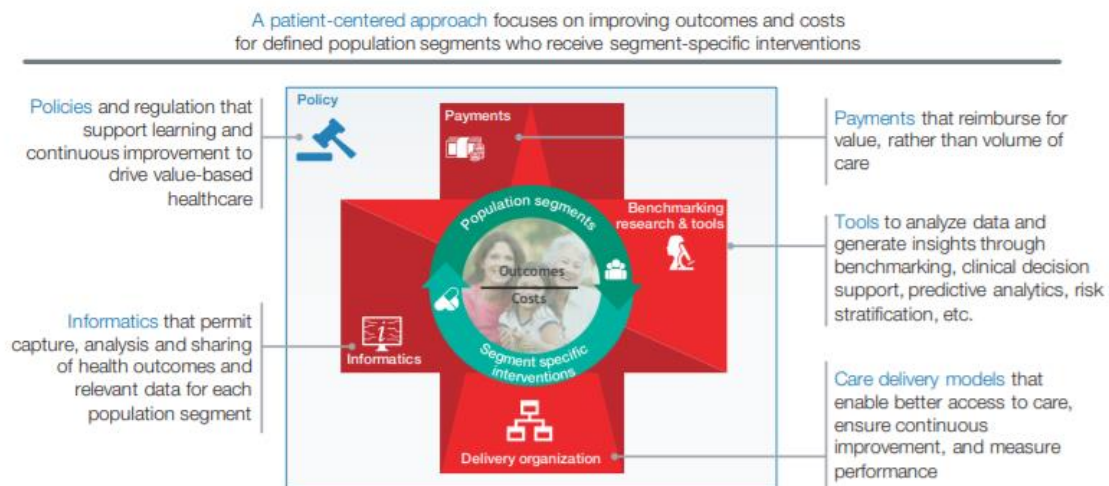 A patient-centered approach focuses on improving outcomes and costs
for defined population segments who receive segment-specific interventions
Policies and regulation that
support learning and
continuous improvement to
drive value-based
healthcare
Informatics that permit
capture, analysis and sharing
of health outcomes and
relevant data for each
population segment
Policy
Payments
Benchmarking
research & tools
Population segments
Outcomes
Costs
Segment specific
interventions
Informatics
Delivery organization
Payments that reimburse for
value, rather than volume of
care
Tools to analyze data and
generate insights through
benchmarking, clinical decision
support, predictive analytics, risk
stratification, etc.
Care delivery models that
enable better access to care,
ensure continuous
improvement, and measure
performance